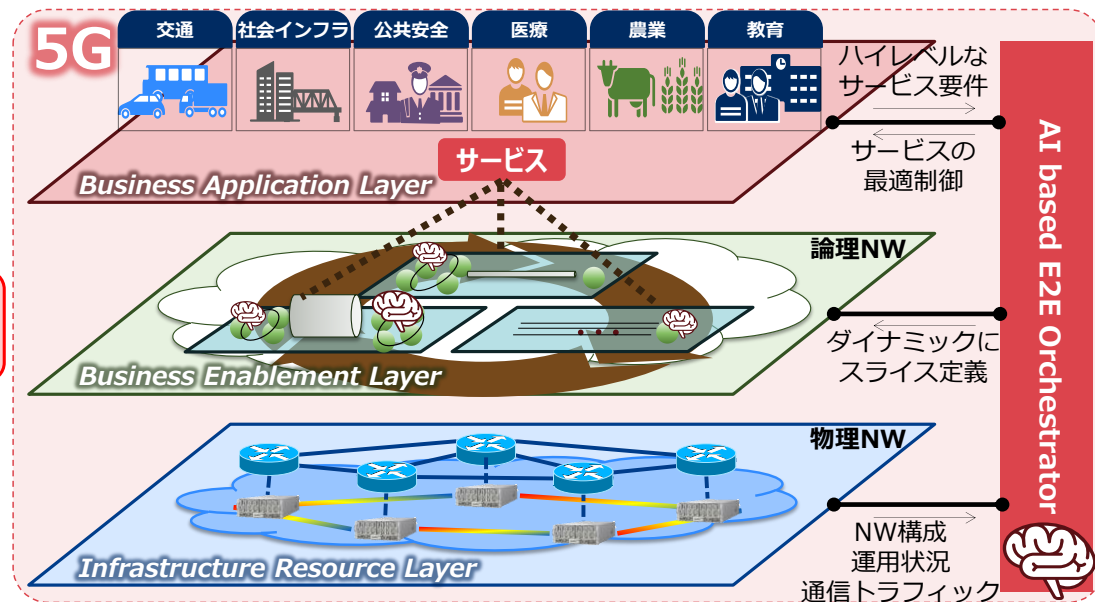 5G
交通
社会インフラ
公共安全
医療
農業
教育
ハイレベルな
サービス要件
サービスの
最適制御
サービス
Business Application Layer
論理NW
ダイナミックに
スライス定義
Business Enablement Layer
物理NW
NW構成
運用状況
通信トラフィック
Infrastructure Resource Layer
AI based E2E Orchestrator